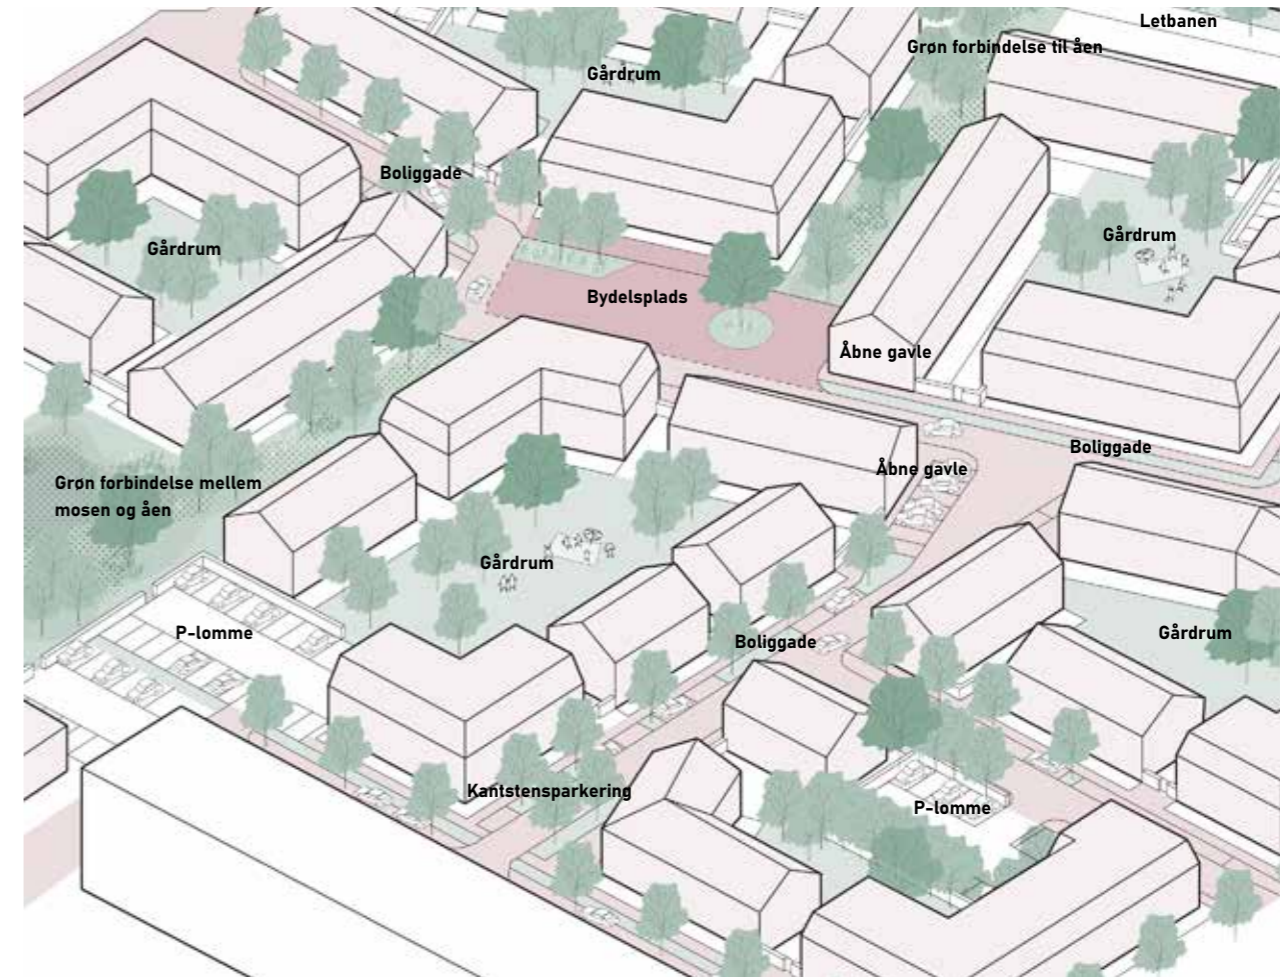 Letbanen
Grøn forbindelse til åen
Gårdrum
Boliggade
Gårdrum
Gårdrum
Bydelsplads
Åbne gavle
Boliggade
Åbne gavle
Grøn forbindelse mellem
mosen og åen
Gårdrum
P-lomme
Boliggade
Gårdrum
Kantstensparkering
P-lomme